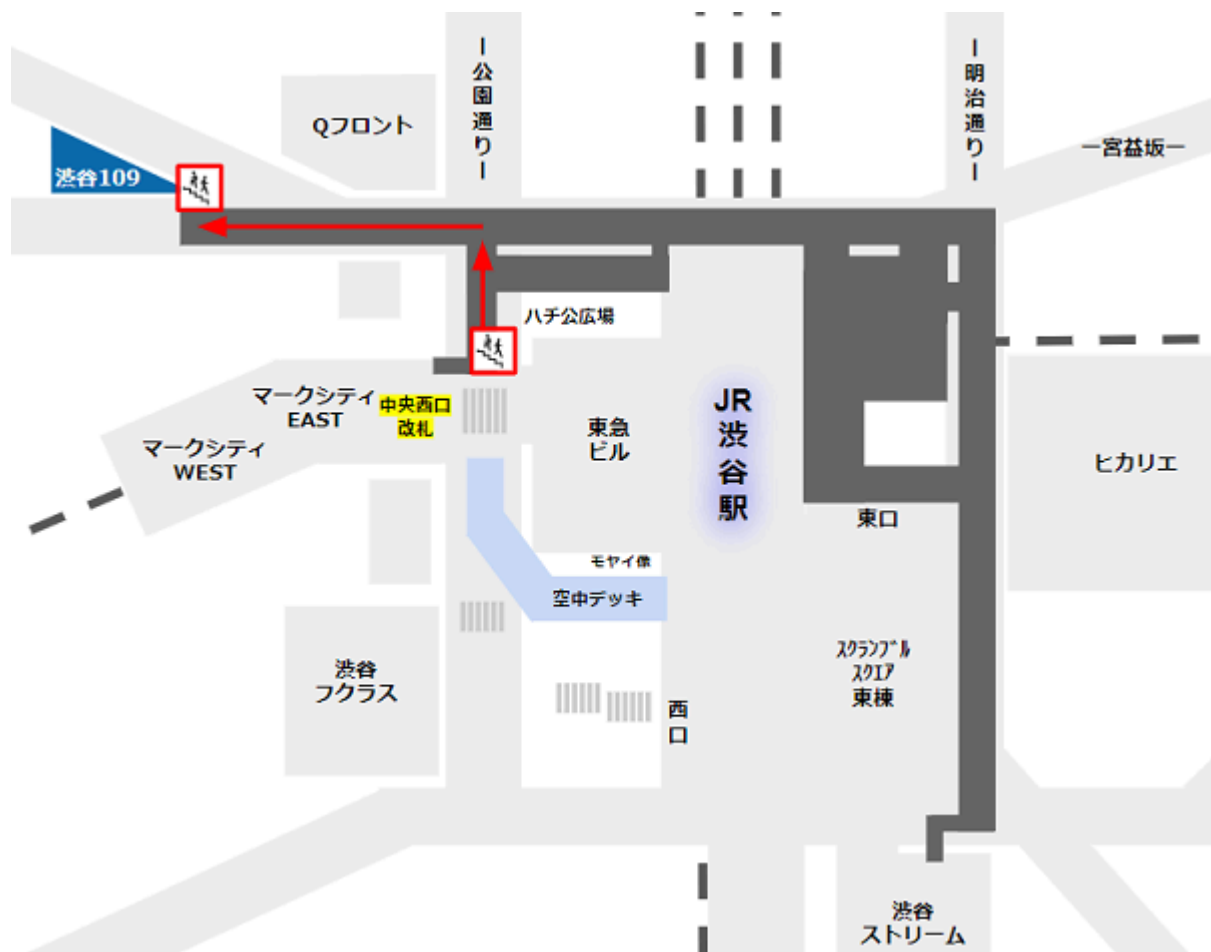 ー公園通りー
ー明治通りー
Qフロント
ー宮益坂ー
渋谷109
ハチ公広場
マークシティ
EAST
中央西口
改札
JR渋谷駅
東急
ビル
マークシティ
WEST
ヒカリエ
東口
モヤイ像
空中デッキ
渋谷
フクラス
スクランブル
スクエア
東棟
西口
渋谷
ストリーム